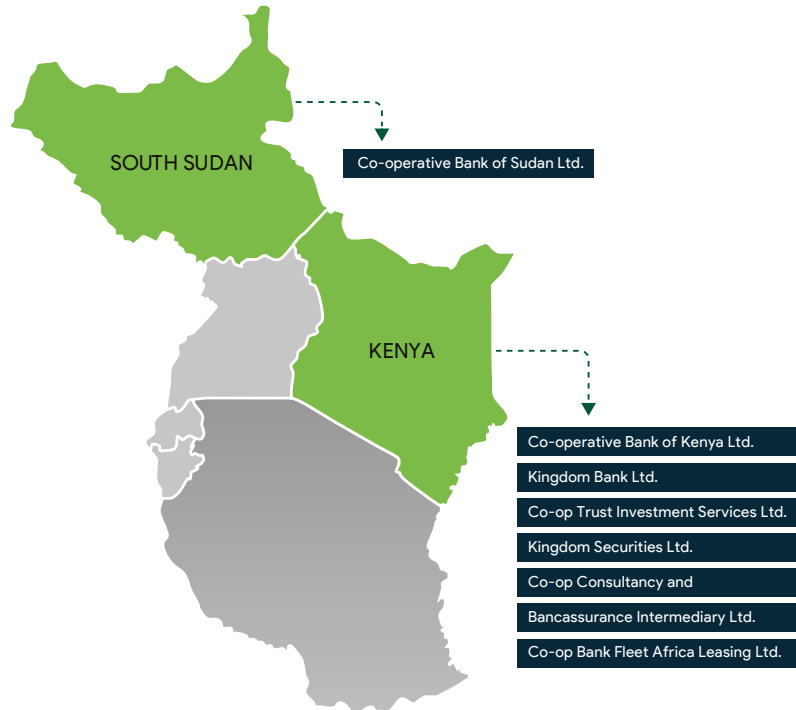 SOUTH SUDAN
Co-operative Bank of Sudan Ltd.
KENYA
Co-operative Bank of Kenya Ltd.
Kingdom Bank Ltd.
Co-op Trust Investment Services Ltd.
Kingdom Securities Ltd.
Co-op Consultancy and
Bancassurance Intermediary Ltd.
Co-op Bank Fleet Africa Leasing Ltd.